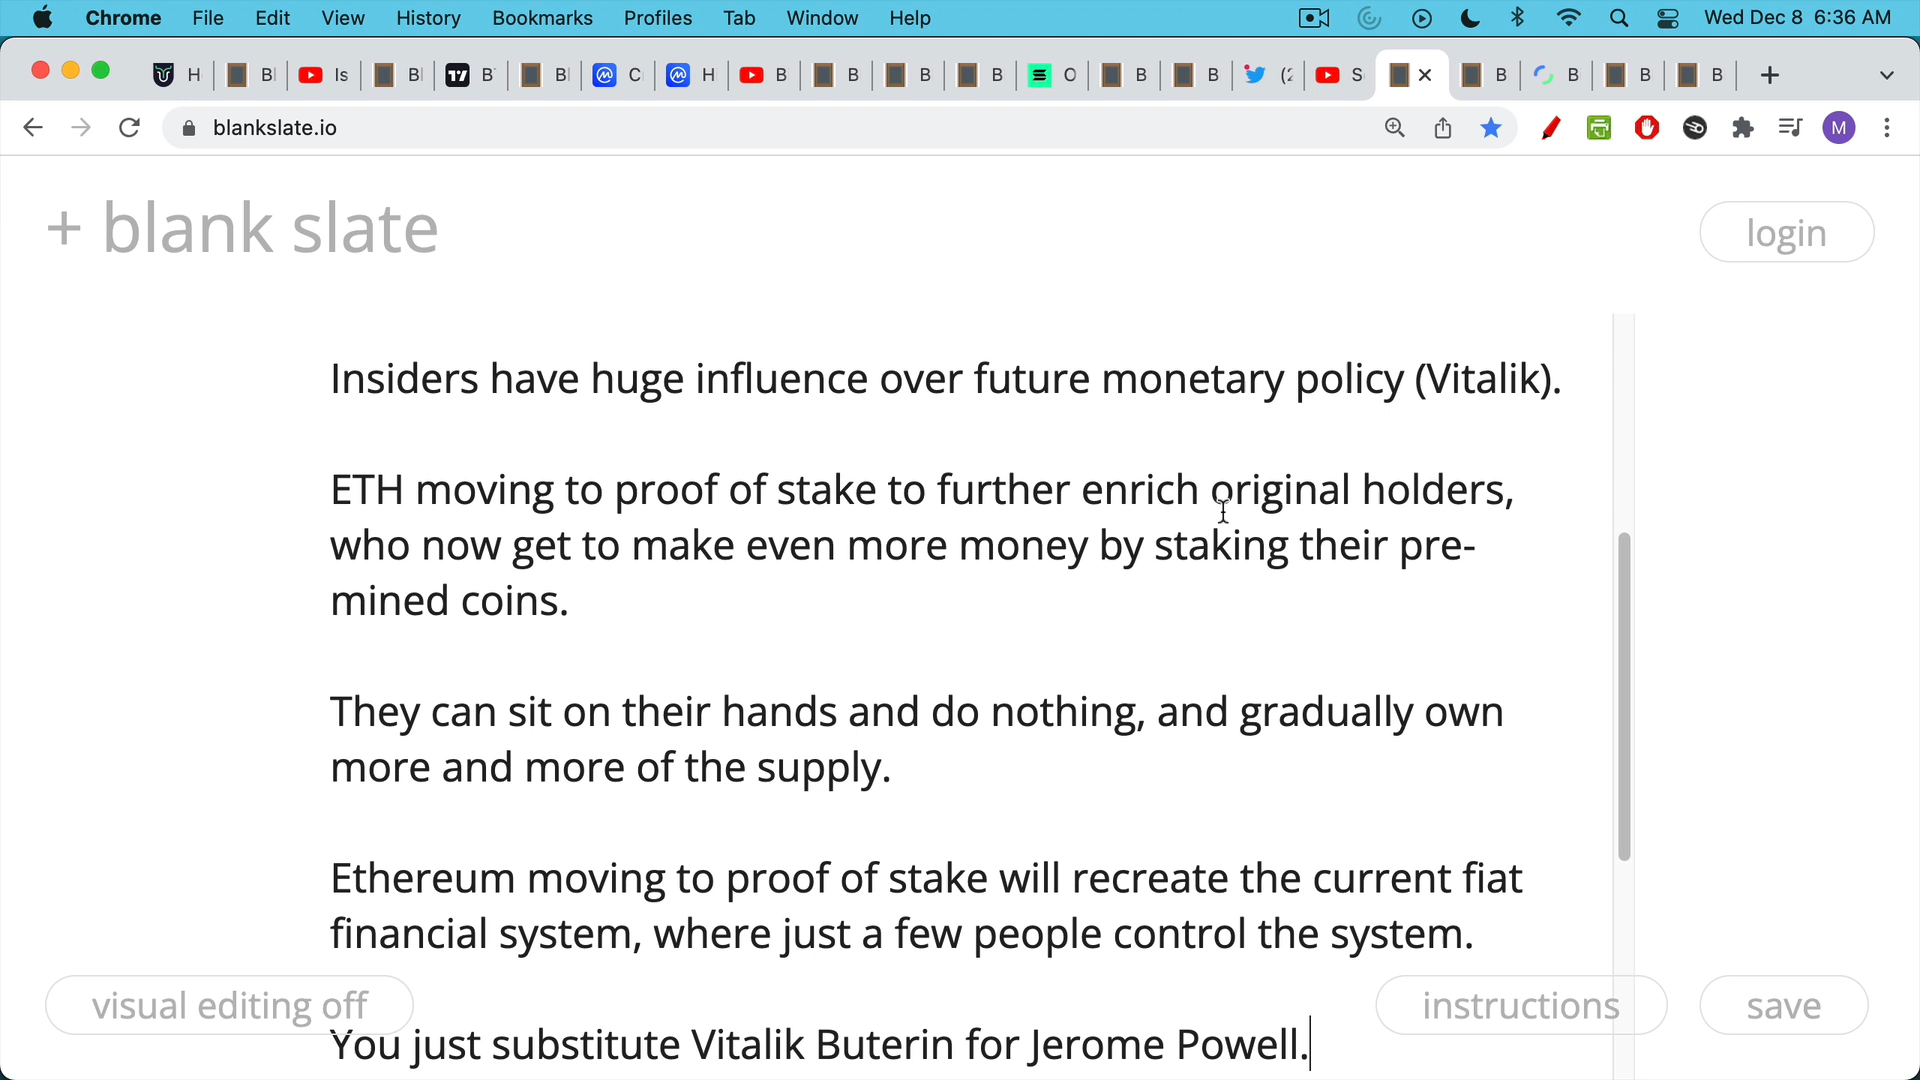 Chrome File Edit View History Bookmarks Profiles Tab Window Help Wed Dec 8 6:36 AM
H B Is B B B C H B B B B O B B (2 S B B B B
blankslate.io M
+ blank slate login
Insiders have huge influence over future monetary policy (Vitalik).
ETH moving to proof of stake to further enrich original holders,
who now get to make even more money by staking their pre-
mined coins.
They can sit on their hands and do nothing, and gradually own
more and more of the supply.
Ethereum moving to proof of stake will recreate the current fiat
financial system, where just a few people control the system.
visual editing off instructions save
You just substitute Vitalik Buterin for Jerome Powell.